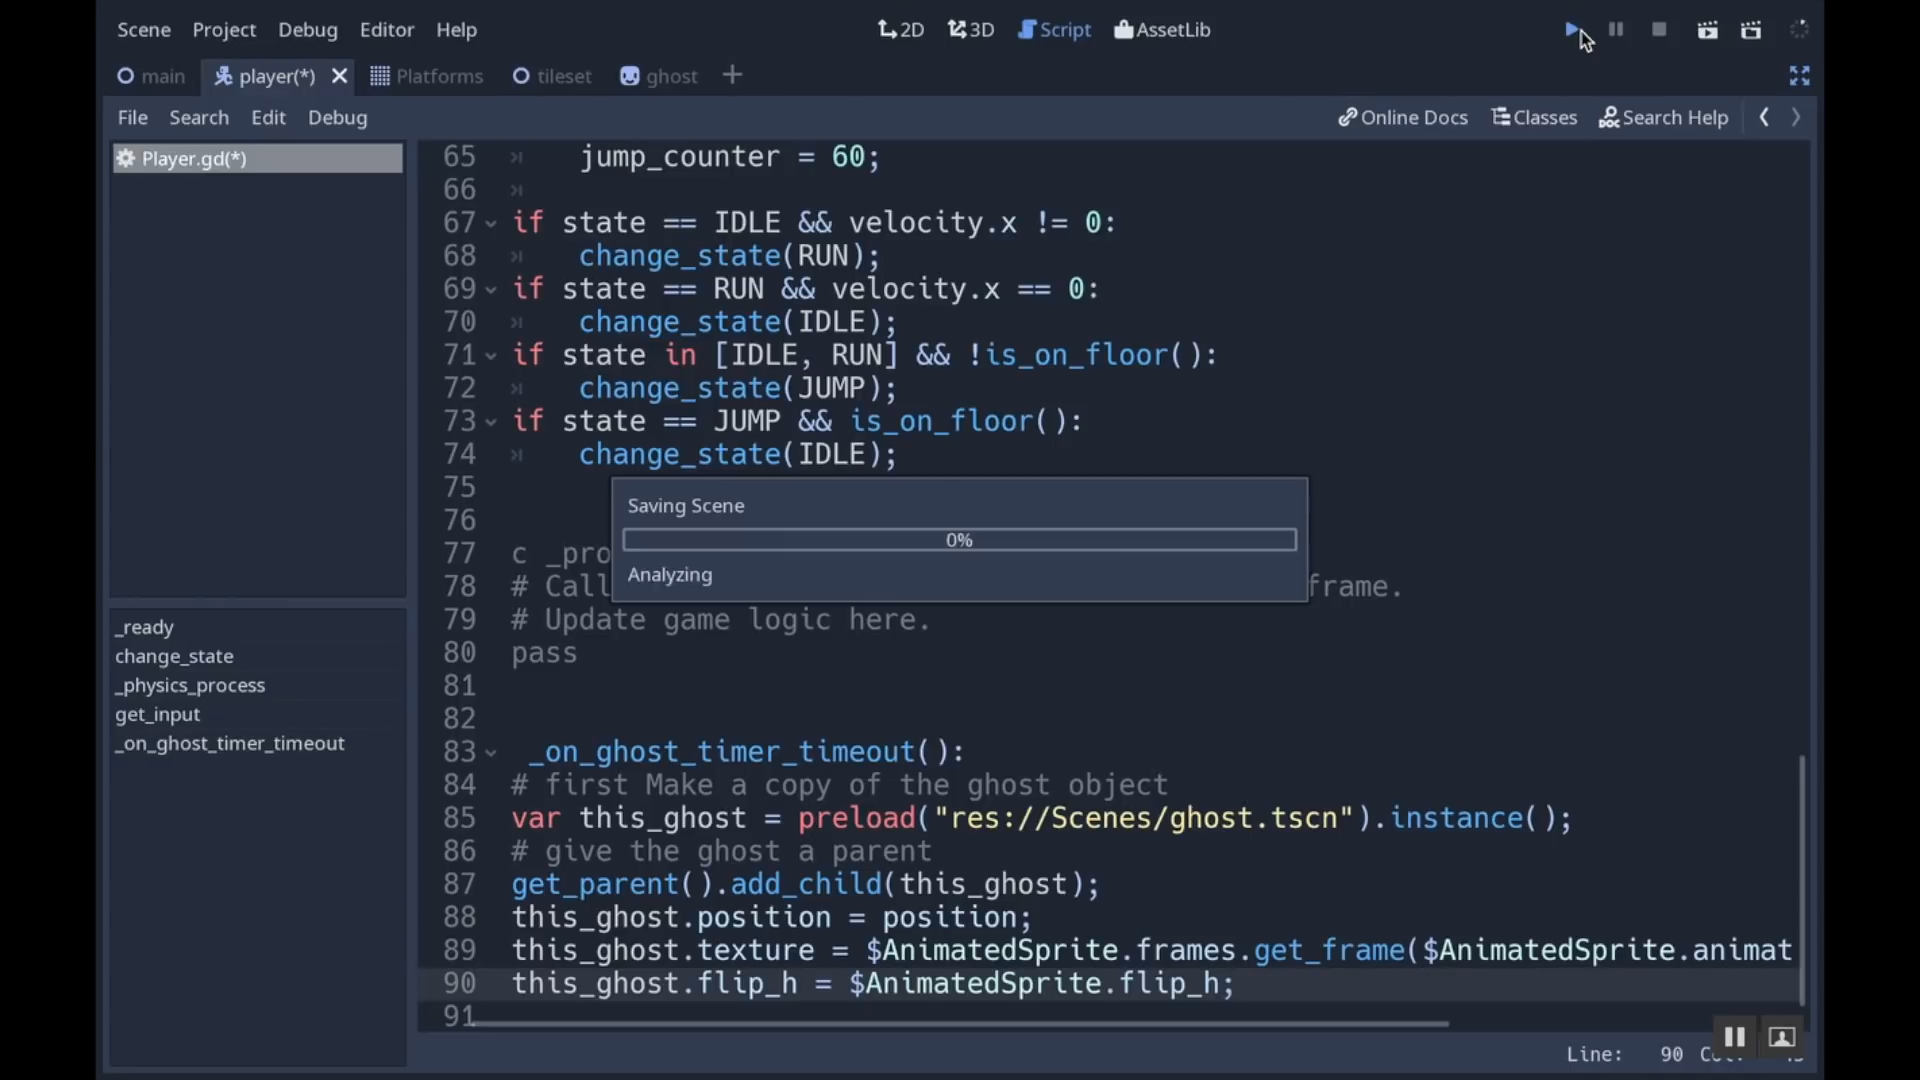 Scene Project Debug Editor Help 2D 3D Script AssetLib
main player(*) Platforms tileset ghost
File Search Edit Debug Online Docs Classes Search Help
Player.gd(*)
65 jump_counter = 60;
66
67 if state == IDLE && velocity.x != 0:
68 change_state(RUN);
69 if state == RUN && velocity.x == 0:
70 change_state(IDLE);
71 if state in [IDLE, RUN] && !is_on_floor():
72 change_state(JUMP);
73 if state == JUMP && is_on_floor():
74 change_state(IDLE);
75
76
77 c _pro
78 # Call frame.
79 # Update game logic here.
80 pass
81
82
83 _on_ghost_timer_timeout():
84 # first Make a copy of the ghost object
85 var this_ghost = preload("res://Scenes/ghost.tscn").instance();
86 # give the ghost a parent
87 get_parent().add_child(this_ghost);
88 this_ghost.position = position;
89 this_ghost.texture = $AnimatedSprite.frames.get_frame($AnimatedSprite.animat
90 this_ghost.flip_h = $AnimatedSprite.flip_h;
91
Saving Scene
0%
Analyzing
_ready
change_state
_physics_process
get_input
_on_ghost_timer_timeout
Line: 90